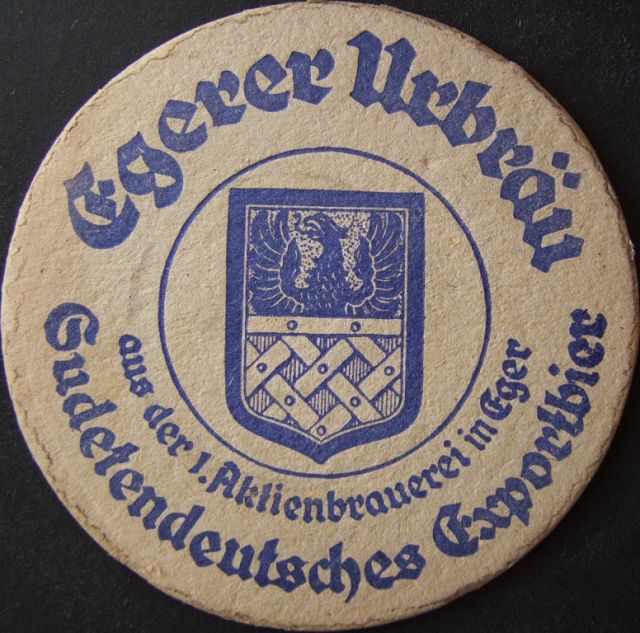 Egerer Urbräu
aus der 1. Aktienbrauerei in Eger
Sudetendeutsches Exportbier